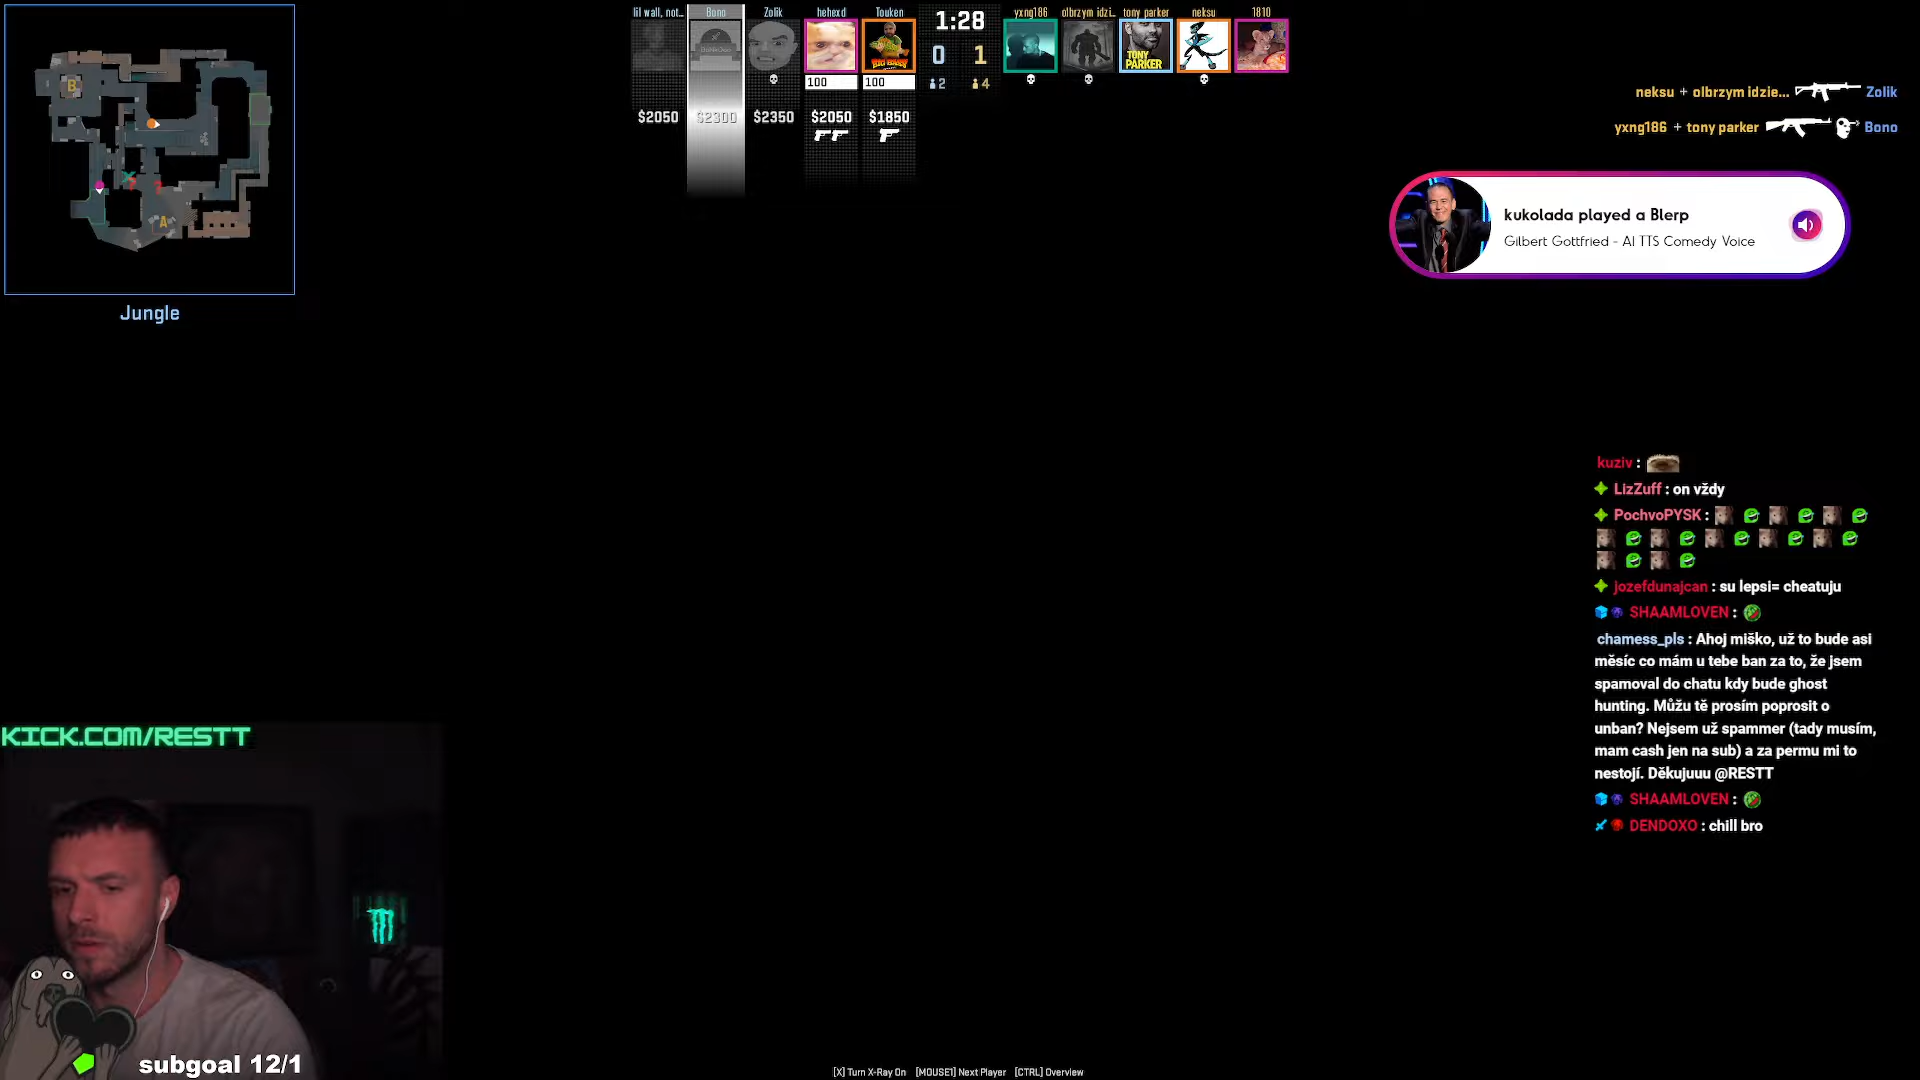 lil wall, not... Bono Zolik hehexd Touken 1:28 yxng186 olbrzym idzi... tony parker neksu 1810
B
A
Jungle
0 1
2 4
TONY
PARKER
100 100
$2050 $2300 $2350 $2050 $1850
neksu + olbrzym idzie... Zolik
yxng186 + tony parker Bono
kukolada played a Blerp
Gilbert Gottfried - AI TTS Comedy Voice
kuziv :
LizZuff : on vždy
PochvoPYSK :
jozefdunajcan : su lepsi= cheatuju
SHAAMLOVEN :
chamess_pls : Ahoj miško, už to bude asi
měsíc co mám u tebe ban za to, že jsem
spamoval do chatu kdy bude ghost
hunting. Můžu tě prosím poprosit o
unban? Nejsem už spammer (tady musím,
mam cash jen na sub) a za permu mi to
nestojí. Děkujuuu @RESTT
SHAAMLOVEN :
DENDOXO : chill bro
KICK.COM/RESTT
subgoal 12/1
[X] Turn X-Ray On [MOUSE1] Next Player [CTRL] Overview